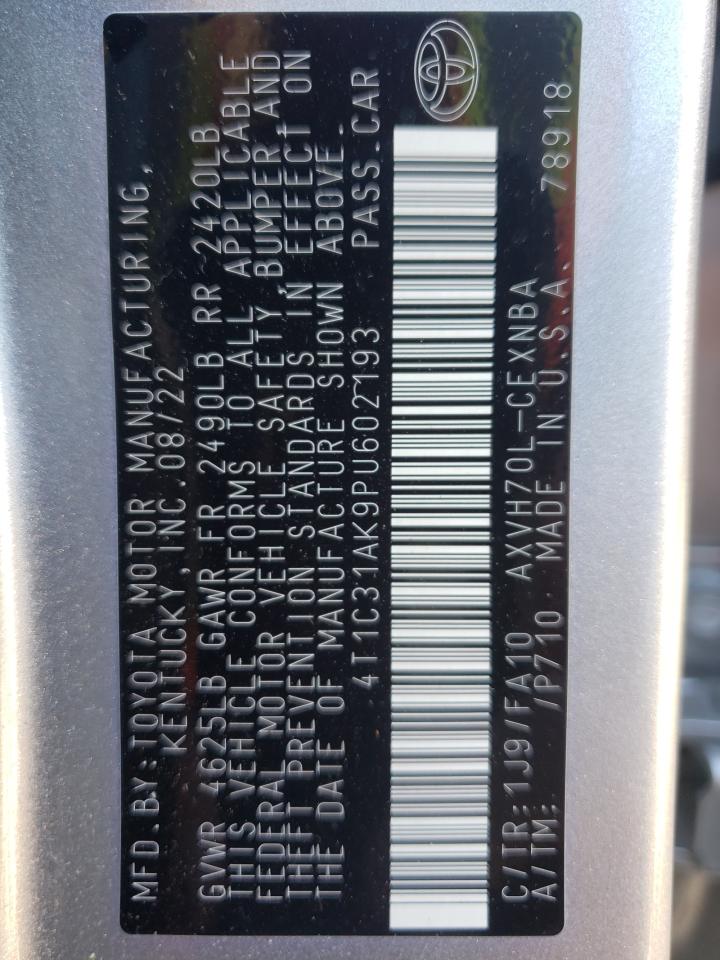 MFD.BY:TOYOTA MOTOR MANUFACTURING,
KENTUCKY,INC.08/22
GVWR 4625LB GAWR FR 2490LB RR 2420LB
THIS VEHICLE CONFORMS TO ALL APPLICABLE
FEDERAL MOTOR VEHICLE SAFETY,BUMPER,AND
THEFT PREVENTION STANDARDS IN EFFECT ON
THE DATE OF MANUFACTURE SHOWN ABOVE.
4T1C31AK9PU602193 PASS.CAR
C/TR:1J9/FA10 AXVH70L-CEXNBA
A/TM: /P710 MADE IN U.S.A. 78918